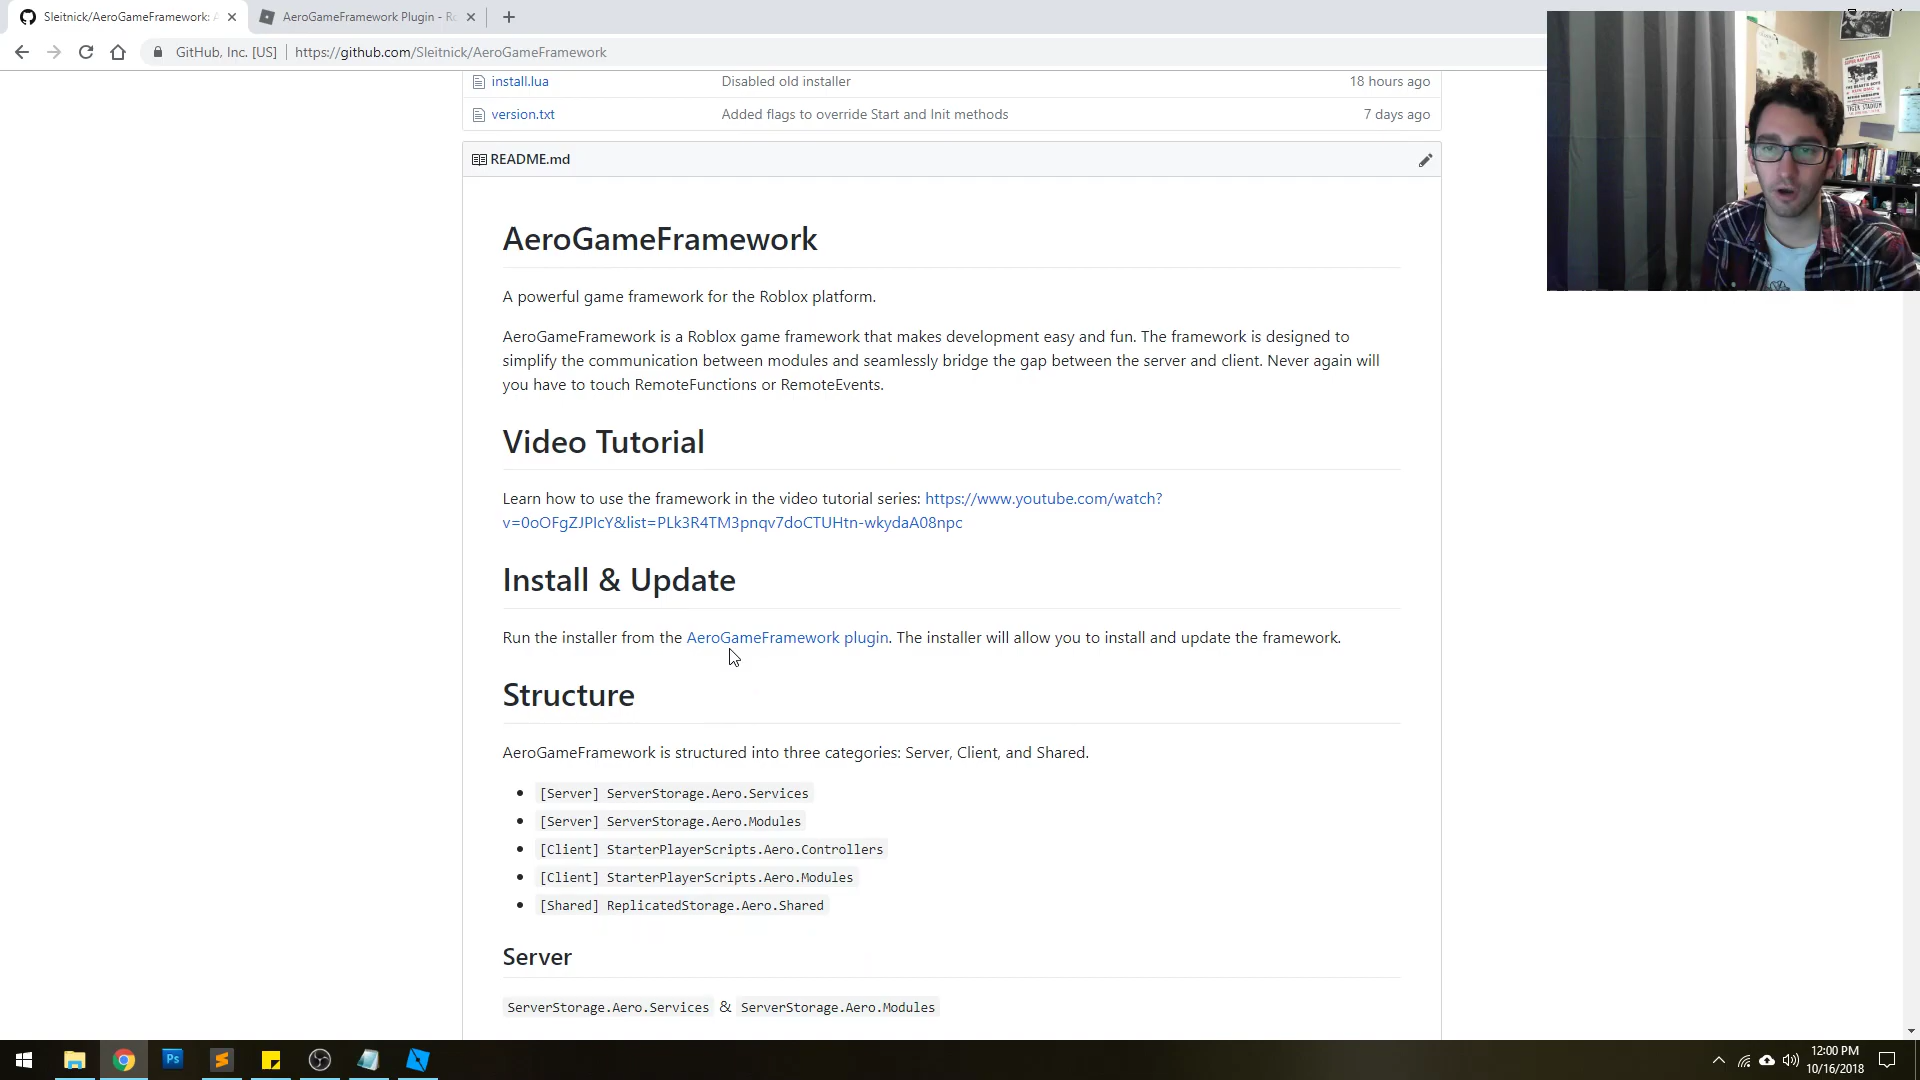 Sleitnick/AeroGameFramework:
AeroGameFramework Plugin - Ro
GitHub, Inc. [US]
https://github.com/Sleitnick/AeroGameFramework
install.lua
Disabled old installer
18 hours ago
version.txt
Added flags to override Start and Init methods
7 days ago
README.md
AeroGameFramework
A powerful game framework for the Roblox platform.
AeroGameFramework is a Roblox game framework that makes development easy and fun. The framework is designed to
simplify the communication between modules and seamlessly bridge the gap between the server and client. Never again will
you have to touch RemoteFunctions or RemoteEvents.
Video Tutorial
Learn how to use the framework in the video tutorial series: https://www.youtube.com/watch?
v=0oOFgZJPIcY&list=PLk3R4TM3pnqv7doCTUHtn-wkydaA08npc
Install & Update
Run the installer from the AeroGameFramework plugin. The installer will allow you to install and update the framework.
Structure
AeroGameFramework is structured into three categories: Server, Client, and Shared.
[Server] ServerStorage.Aero.Services
[Server] ServerStorage.Aero.Modules
[Client] StarterPlayerScripts.Aero.Controllers
[Client] StarterPlayerScripts.Aero.Modules
[Shared] ReplicatedStorage.Aero.Shared
Server
ServerStorage.Aero.Services & ServerStorage.Aero.Modules
Ps
12:00 PM
10/16/2018